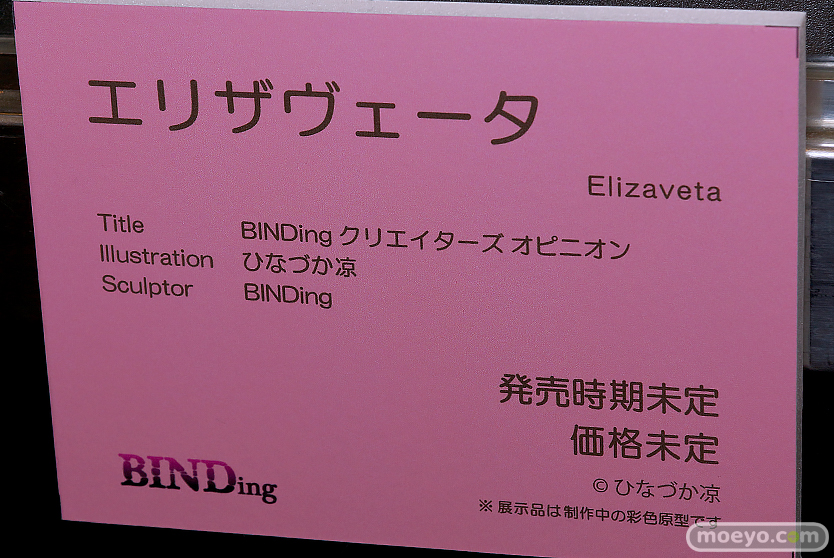 エリザヴェータ
Elizaveta
Title BINDing クリエイターズ オピニオン
Illustration ひなづか凉
Sculptor BINDing
発売時期未定
価格未定
© ひなづか凉
※ 展示品は制作中の彩色原型です
BINDing
moeyo.com